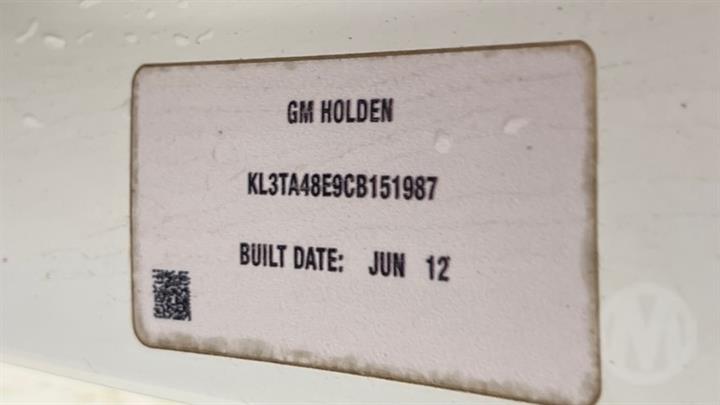 GM HOLDEN
KL3TA48E9CB151987
BUILT DATE: JUN 12
M